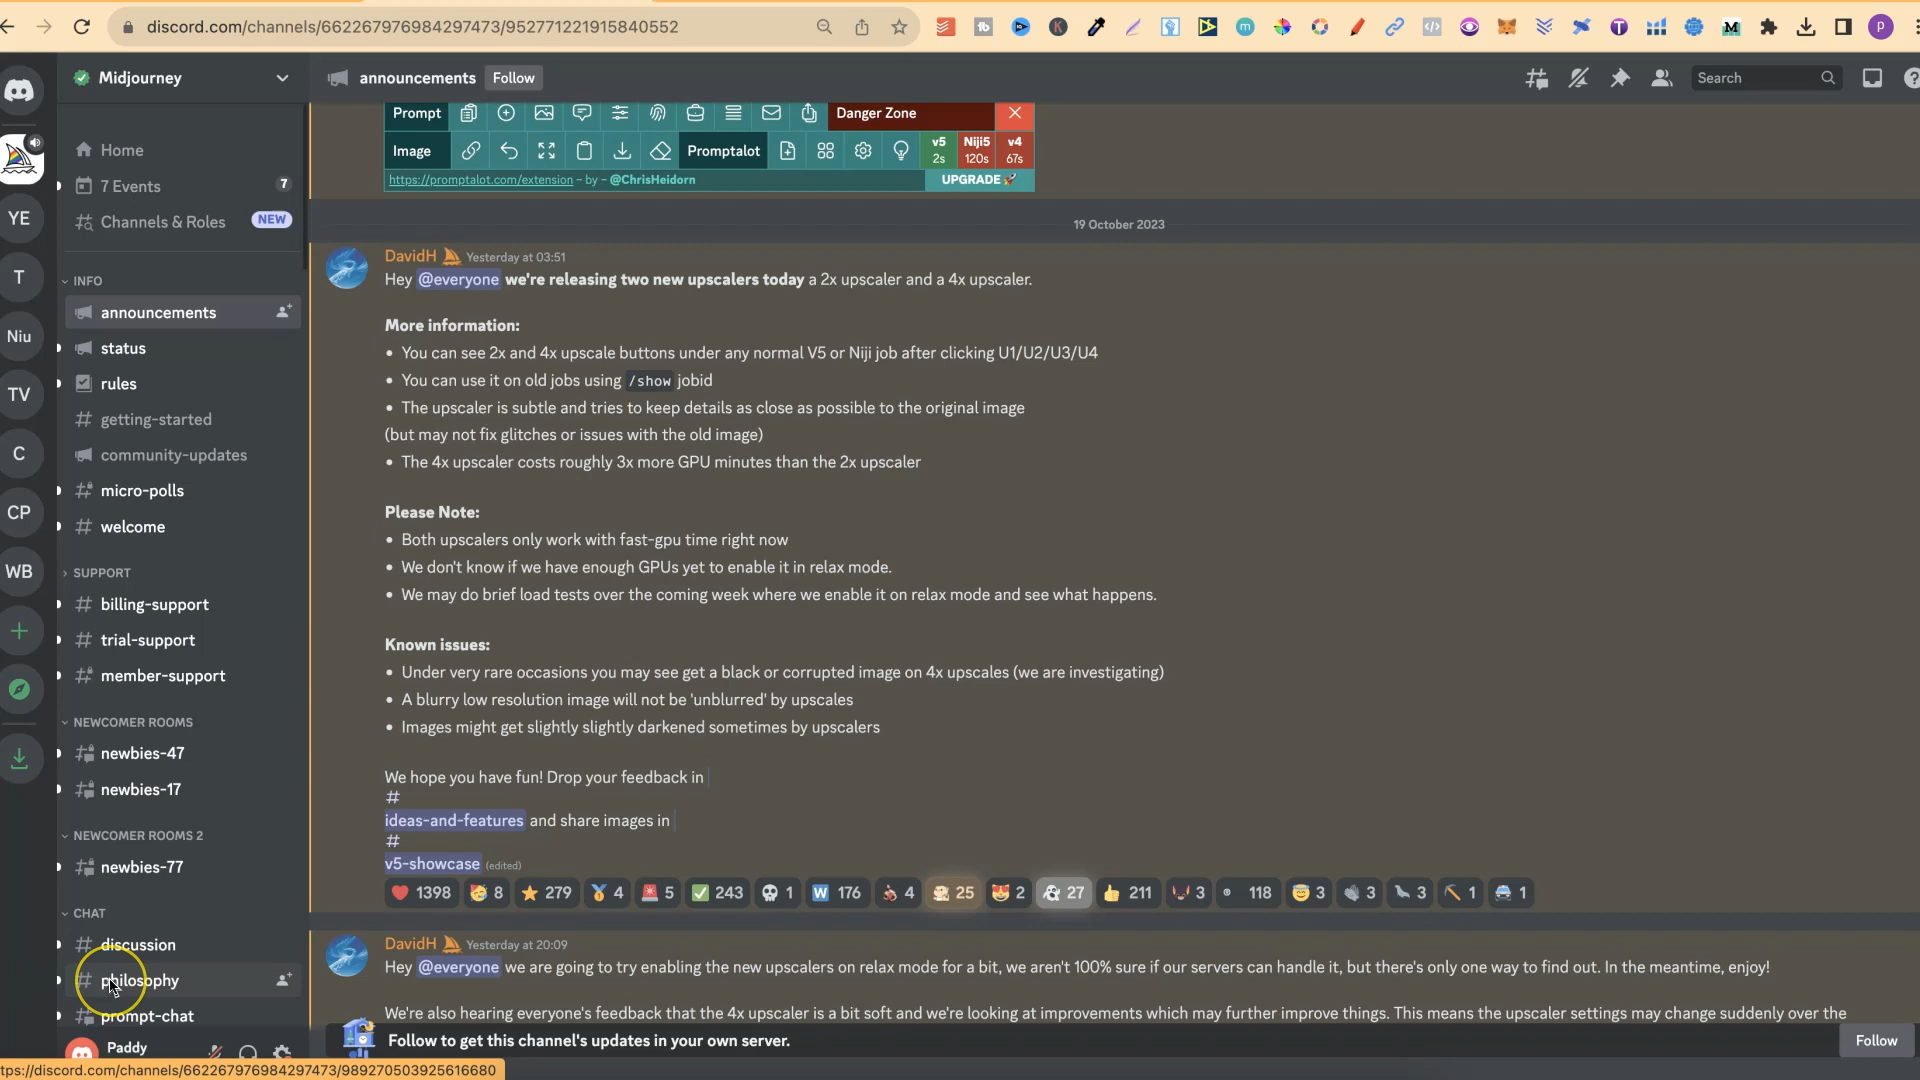 discord.com/channels/662267976984297473/952771221915840552
Midjourney
announcements
Follow
Search
Home
7 Events
7
Channels & Roles
NEW
INFO
announcements
status
rules
getting-started
community-updates
micro-polls
welcome
SUPPORT
billing-support
trial-support
member-support
NEWCOMER ROOMS
newbies-47
newbies-17
NEWCOMER ROOMS 2
newbies-77
CHAT
discussion
philosophy
prompt-chat
Paddy
YE
T
Niu
TV
C
CP
WB
Prompt
Danger Zone
Image
Promptalot
v5
2s
Niji5
120s
v4
67s
https://promptalot.com/extension – by – @ChrisHeidorn
UPGRADE 🚀
19 October 2023
DavidH Yesterday at 03:51
Hey @everyone we're releasing two new upscalers today a 2x upscaler and a 4x upscaler.
More information:
• You can see 2x and 4x upscale buttons under any normal V5 or Niji job after clicking U1/U2/U3/U4
• You can use it on old jobs using /show jobid
• The upscaler is subtle and tries to keep details as close as possible to the original image
(but may not fix glitches or issues with the old image)
• The 4x upscaler costs roughly 3x more GPU minutes than the 2x upscaler
Please Note:
• Both upscalers only work with fast-gpu time right now
• We don't know if we have enough GPUs yet to enable it in relax mode.
• We may do brief load tests over the coming week where we enable it on relax mode and see what happens.
Known issues:
• Under very rare occasions you may see get a black or corrupted image on 4x upscales (we are investigating)
• A blurry low resolution image will not be 'unblurred' by upscales
• Images might get slightly slightly darkened sometimes by upscalers
We hope you have fun! Drop your feedback in
#
ideas-and-features and share images in
#
v5-showcase (edited)
1398 8 279 4 5 243 1 W 176 4 25 2 27 211 3 118 3 3 3 1 1
DavidH Yesterday at 20:09
Hey @everyone we are going to try enabling the new upscalers on relax mode for a bit, we aren't 100% sure if our servers can handle it, but there's only one way to find out. In the meantime, enjoy!
We're also hearing everyone's feedback that the 4x upscaler is a bit soft and we're looking at improvements which may further improve things. This means the upscaler settings may change suddenly over the
Follow to get this channel's updates in your own server.
Follow
tps://discord.com/channels/662267976984297473/989270503925616680